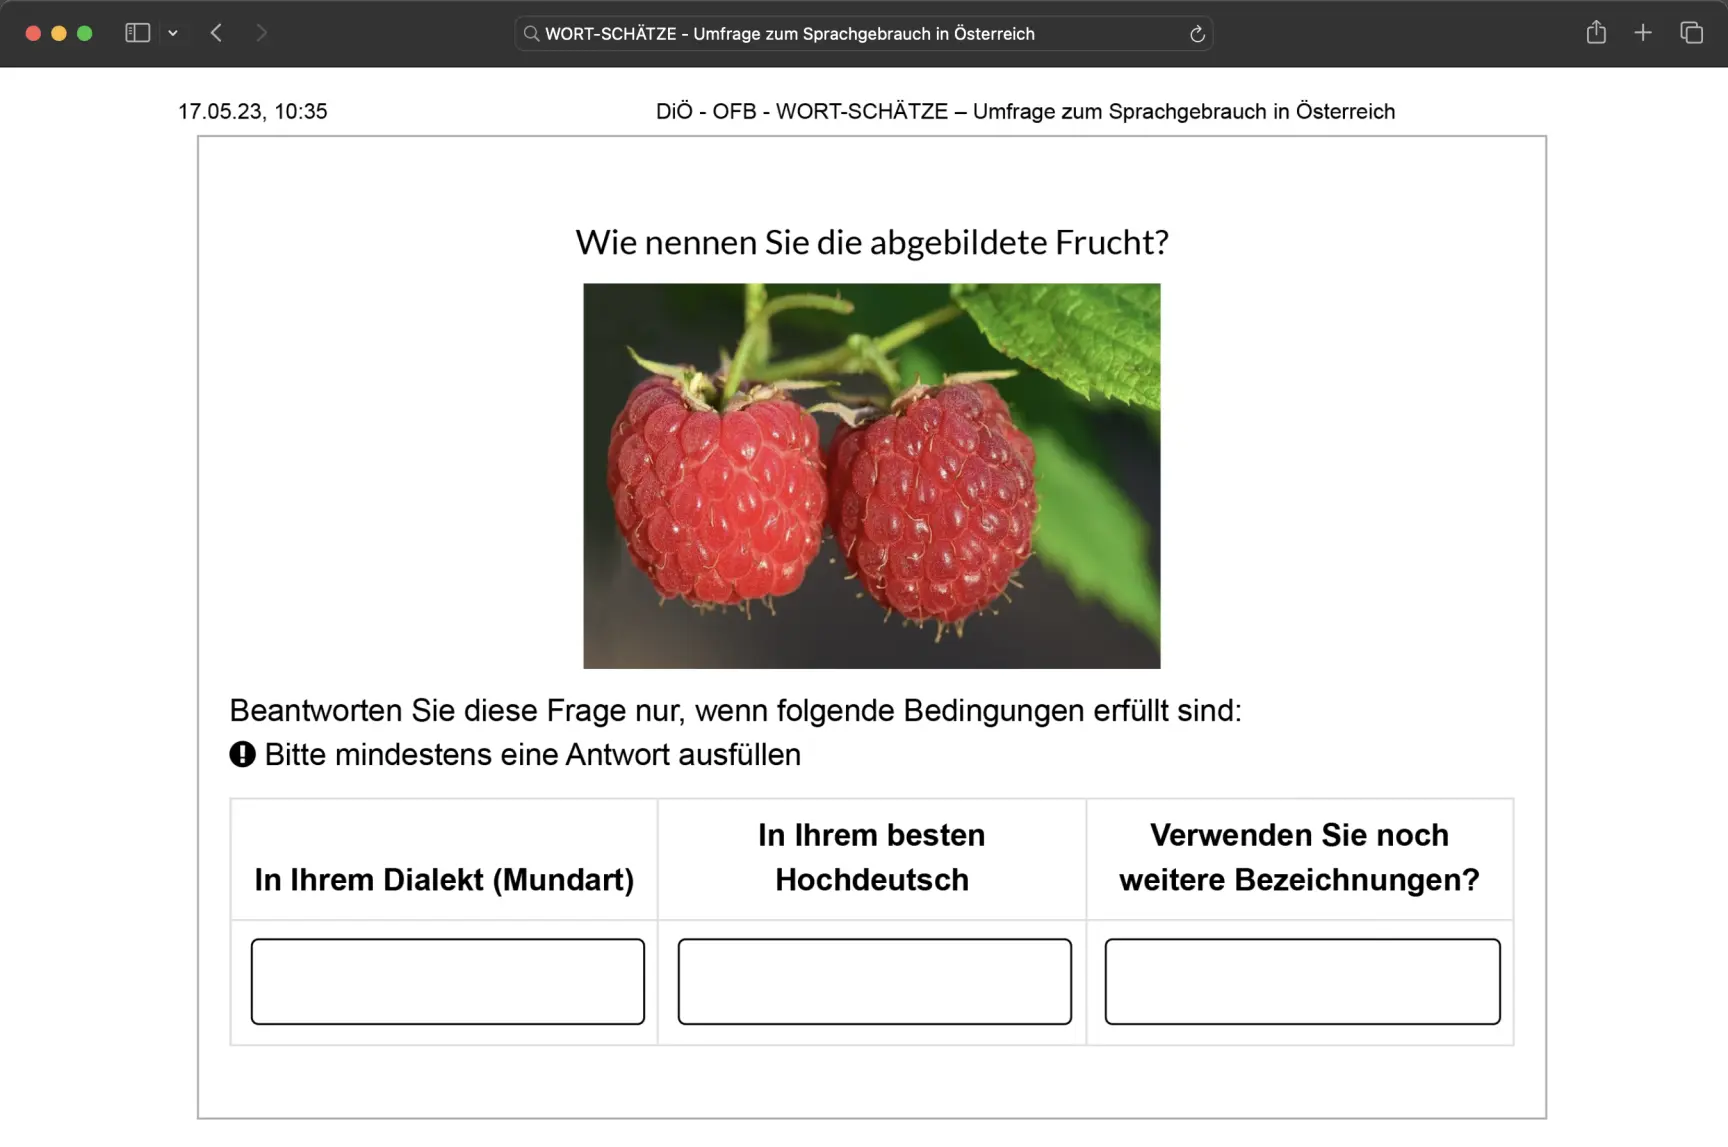 WORT-SCHÄTZE - Umfrage zum Sprachgebrauch in Österreich
17.05.23, 10:35
DiÖ - OFB - WORT-SCHÄTZE – Umfrage zum Sprachgebrauch in Österreich
Wie nennen Sie die abgebildete Frucht?
Beantworten Sie diese Frage nur, wenn folgende Bedingungen erfüllt sind:
Bitte mindestens eine Antwort ausfüllen
In Ihrem Dialekt (Mundart)
In Ihrem besten
Hochdeutsch
Verwenden Sie noch
weitere Bezeichnungen?